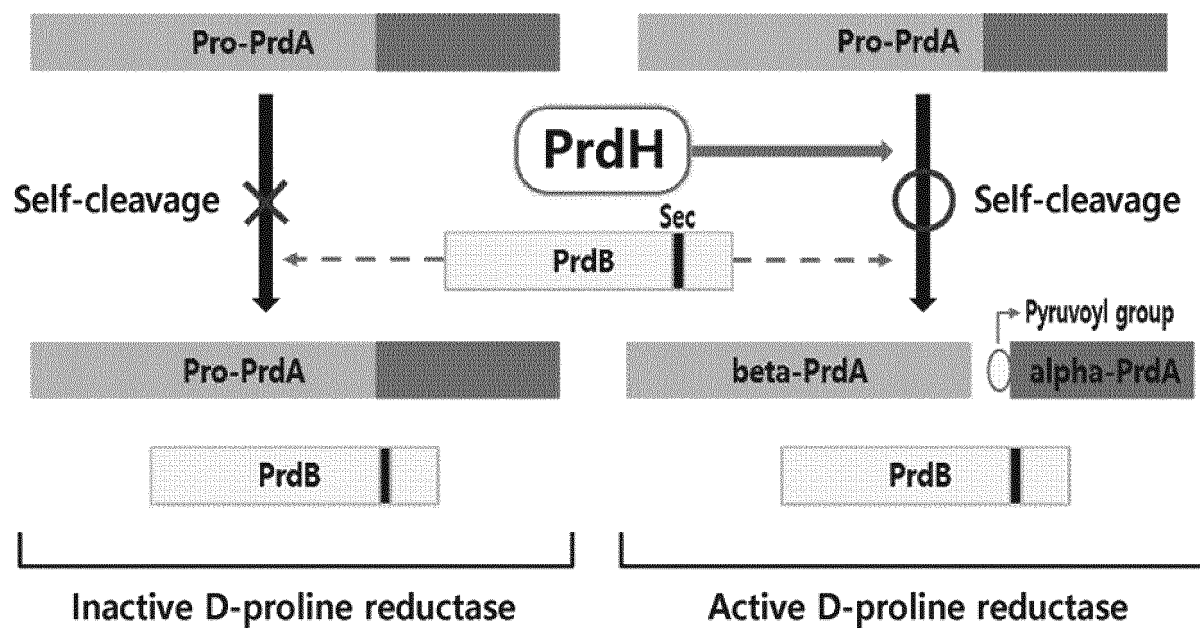 Pro-PrdA
Pro-PrdA
PrdH
Self-cleavage
Self-cleavage
Sec
PrdB
Pyruvoyl group
Pro-PrdA
beta-PrdA
alpha-PrdA
PrdB
PrdB
Inactive D-proline reductase
Active D-proline reductase